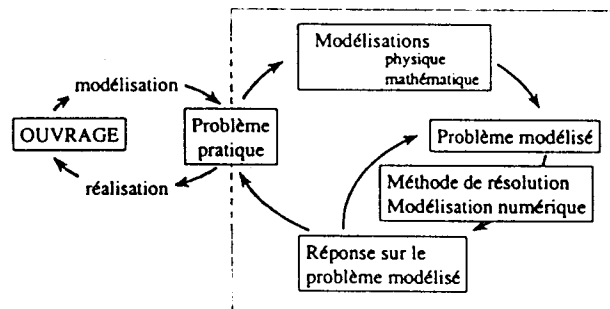 Modélisations
physique
mathématique
modélisation
OUVRAGE
Problème
pratique
réalisation
Problème modélisé
Méthode de résolution
Modélisation numérique
Réponse sur le
problème modélisé